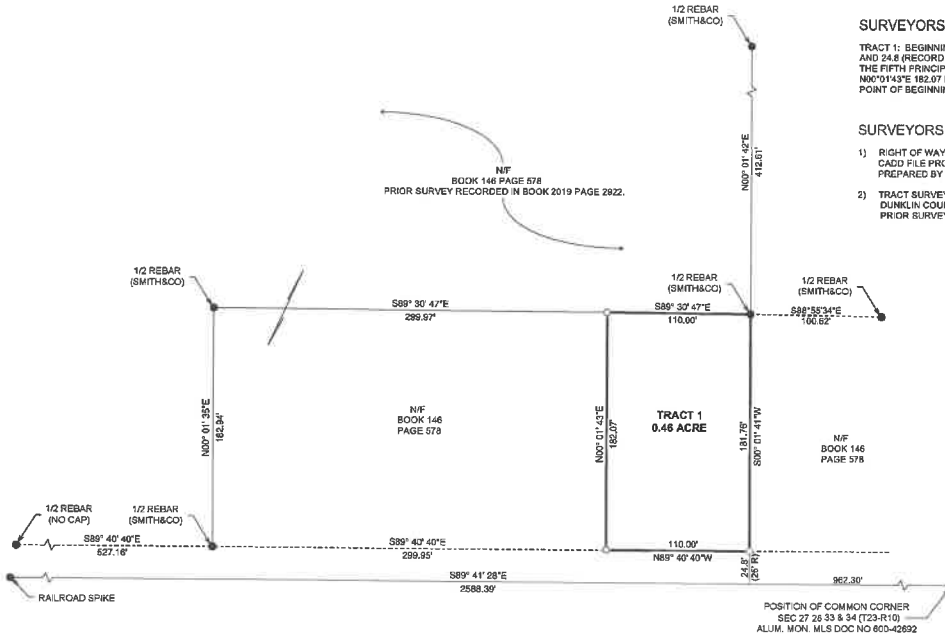 1/2 REBAR
(SMITH&CO)
SURVEYORS
TRACT 1: BEGINNI
AND 24.8 (RECORD
THE FIFTH PRINCIP
N00°01'43"E 182.07
POINT OF BEGINNI
SURVEYORS
1) RIGHT OF WAY
CADD FILE PRO
PREPARED BY
2) TRACT SURVEY
DUNKLIN COU
PRIOR SURVEY
N00° 01' 42"E
412.61'
N/F
BOOK 146 PAGE 578
PRIOR SURVEY RECORDED IN BOOK 2019 PAGE 2922.
1/2 REBAR
(SMITH&CO)
1/2 REBAR
(SMITH&CO)
1/2 REBAR
(SMITH&CO)
S89° 30' 47"E
289.97'
S89° 30' 47"E
110.00'
S88°55'34"E
100.62'
N00° 01' 35"E
182.94'
N/F
BOOK 146
PAGE 578
N00° 01' 43"E
182.07'
TRACT 1
0.46 ACRE
181.76'
S00° 01' 41"W
N/F
BOOK 146
PAGE 578
1/2 REBAR
(NO CAP)
1/2 REBAR
(SMITH&CO)
S89° 40' 40"E
527.16'
S89° 40' 40"E
299.95'
110.00'
N89° 40' 40"W
24.8'
(25' R)
S89° 41' 28"E
2588.39'
962.30'
RAILROAD SPIKE
POSITION OF COMMON CORNER
SEC 27 28 33 & 34 (T23-R10)
ALUM. MON. MLS DOC NO 600-42692